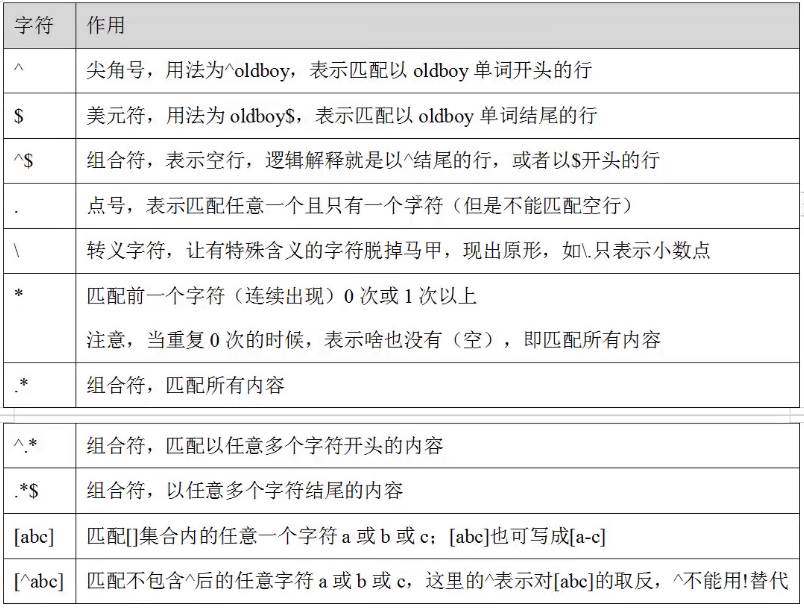 字符 作用
^ 尖角号，用法为^oldboy，表示匹配以 oldboy 单词开头的行
$ 美元符，用法为 oldboy$，表示匹配以 oldboy 单词结尾的行
^$ 组合符，表示空行，逻辑解释就是以^结尾的行，或者以$开头的行
. 点号，表示匹配任意一个且只有一个字符（但是不能匹配空行）
\ 转义字符，让有特殊含义的字符脱掉马甲，现出原形，如\.只表示小数点
* 匹配前一个字符（连续出现）0 次或 1 次以上
注意，当重复 0 次的时候，表示啥也没有（空），即匹配所有内容
.* 组合符，匹配所有内容
^.* 组合符，匹配以任意多个字符开头的内容
.*$ 组合符，以任意多个字符结尾的内容
[abc] 匹配[]集合内的任意一个字符 a 或 b 或 c；[abc]也可写成[a-c]
[^abc] 匹配不包含^后的任意字符 a 或 b 或 c，这里的^表示对[abc]的取反，^不能用!替代